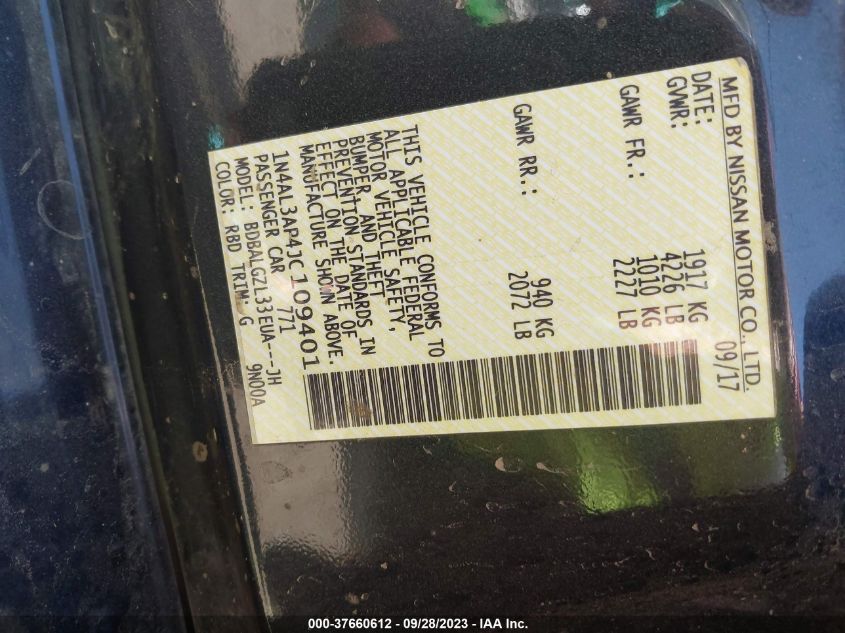 MFD BY NISSAN MOTOR CO., LTD.
DATE: 09/17
GVWR: 1917 KG
4226 LB
GAWR FR.: 1010 KG
2227 LB
GAWR RR.: 940 KG
2072 LB
THIS VEHICLE CONFORMS TO
ALL APPLICABLE FEDERAL
MOTOR VEHICLE SAFETY,
BUMPER, AND THEFT
PREVENTION STANDARDS IN
EFFECT ON THE DATE OF
MANUFACTURE SHOWN ABOVE.
1N4AL3AP4JC109401
PASSENGER CAR 771
MODEL: BDBALGZL33EUA---JH
COLOR: RBD TRIM: G 9N00A
000-37660612 - 09/28/2023 - IAA Inc.